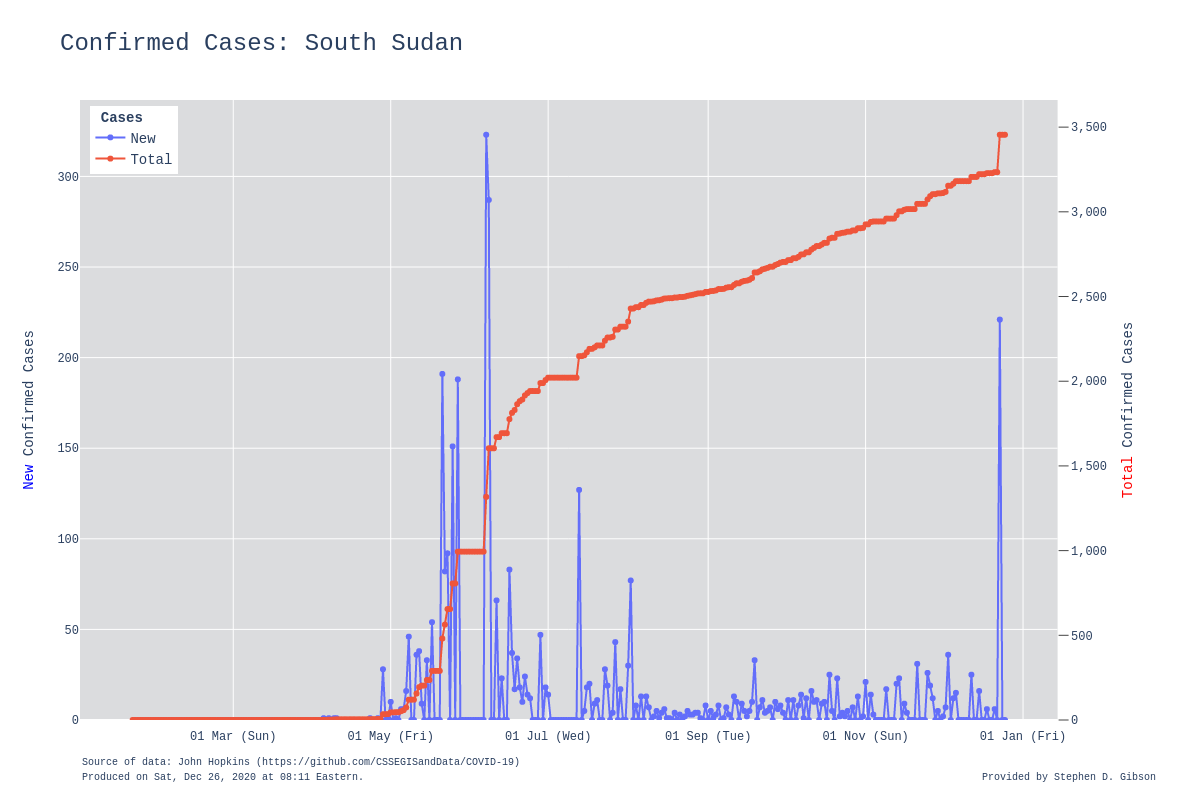 Confirmed Cases: South Sudan
Cases
New
Total
300
250
200
150
100
50
0
3,500
3,000
2,500
2,000
1,500
1,000
500
0
New Confirmed Cases
Total Confirmed Cases
01 Mar (Sun)
01 May (Fri)
01 Jul (Wed)
01 Sep (Tue)
01 Nov (Sun)
01 Jan (Fri)
Source of data: John Hopkins (https://github.com/CSSEGISandData/COVID-19)
Produced on Sat, Dec 26, 2020 at 08:11 Eastern.
Provided by Stephen D. Gibson